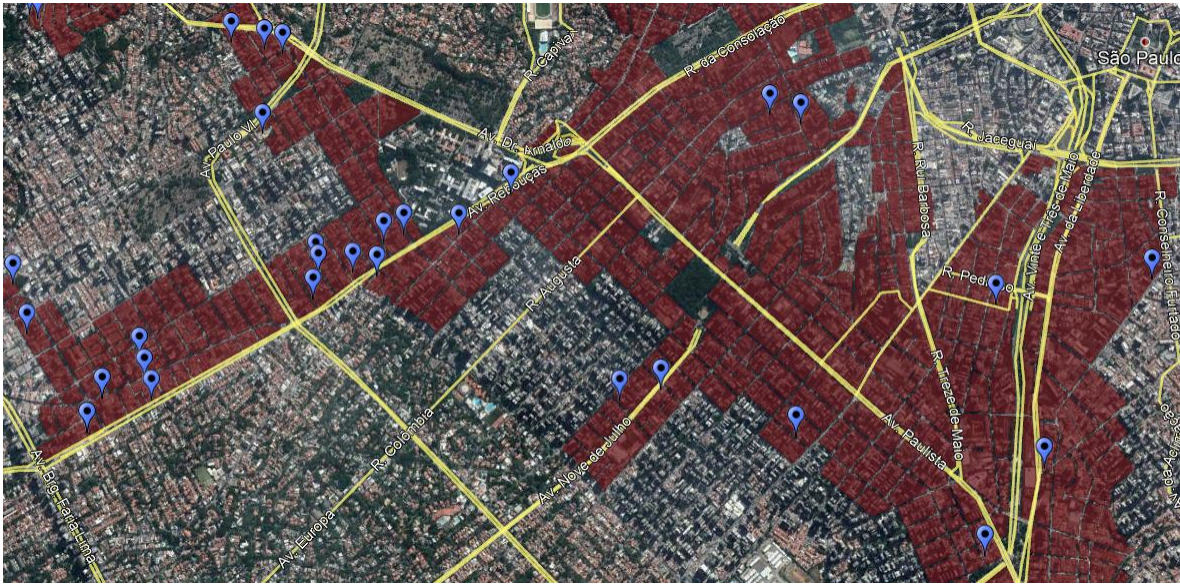 R. Capivari
R. da Consolação
São Paulo
Av. Paulo VI
Av. Dr. Arnaldo
R. Jaceguai
Av. Rebouças
R. Rui Barbosa
Av. Vinte e Três de Maio
Av. da Liberdade
R. Conselheiro Furtado
R. Augusta
R. Ped
o
R. Treze de Maio
R. Colômbia
Av. Paulista
Av. Nove de Julho
Av. Brg. Faria Lima
Av. Europa